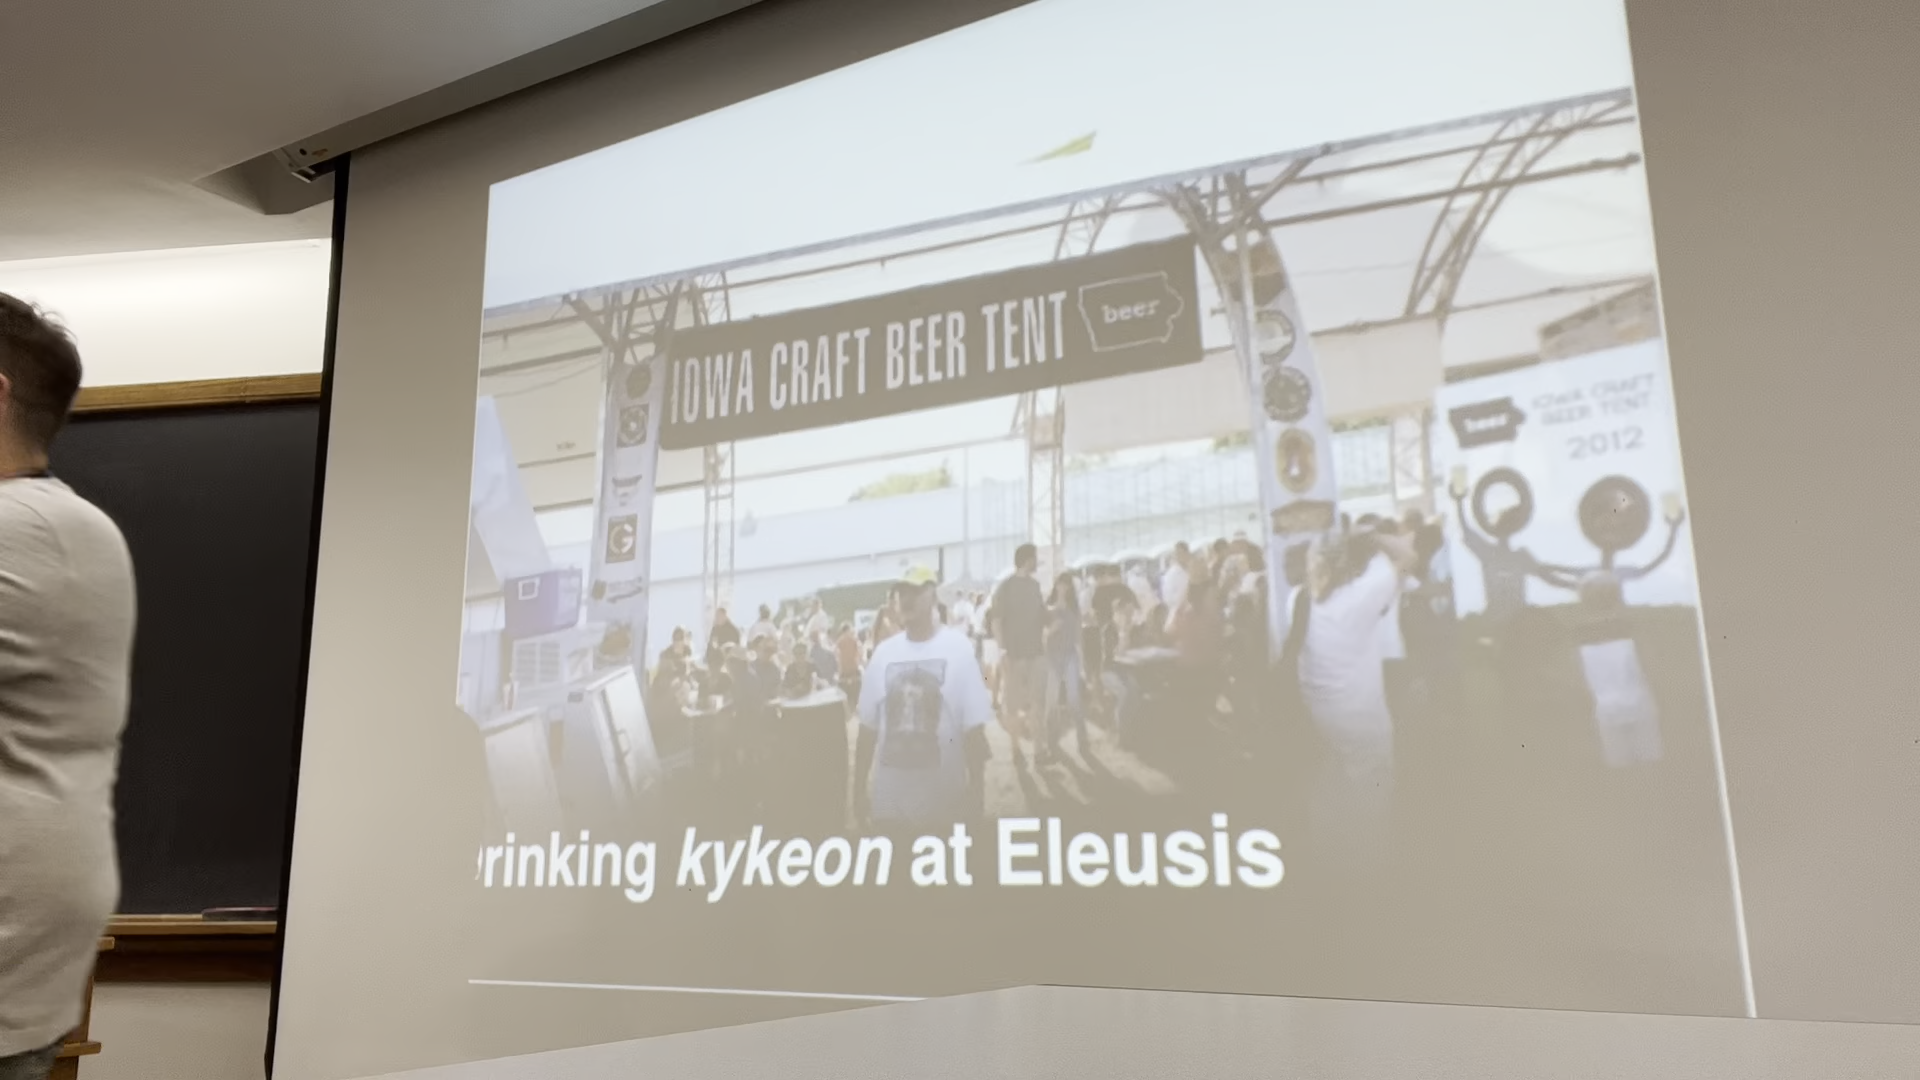 IOWA CRAFT BEER TENT
beer
beer
IOWA CRAFT
BEER TENT
2012
G
rinking kykeon at Eleusis